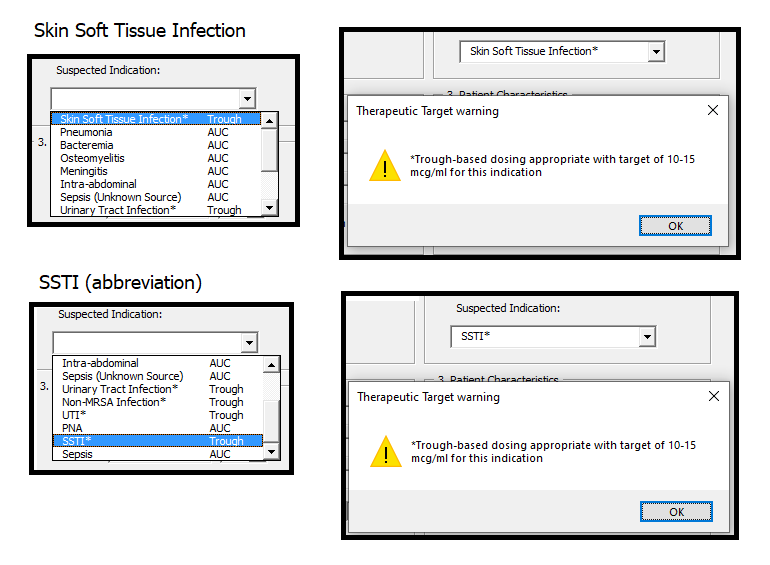 Skin Soft Tissue Infection
Suspected Indication:
Skin Soft Tissue Infection* Trough
Pneumonia AUC
Bacteremia AUC
Osteomyelitis AUC
Meningitis AUC
Intra-abdominal AUC
Sepsis (Unknown Source) AUC
Urinary Tract Infection* Trough
3.
Skin Soft Tissue Infection*
3. Patient Characteristics
Therapeutic Target warning
*Trough-based dosing appropriate with target of 10-15
mcg/ml for this indication
OK
SSTI (abbreviation)
Suspected Indication:
Intra-abdominal AUC
Sepsis (Unknown Source) AUC
Urinary Tract Infection* Trough
Non-MRSA Infection* Trough
UTI* Trough
PNA AUC
SSTI* Trough
Sepsis AUC
3.
Suspected Indication:
SSTI*
3. Patient Characteristics
Therapeutic Target warning
*Trough-based dosing appropriate with target of 10-15
mcg/ml for this indication
OK